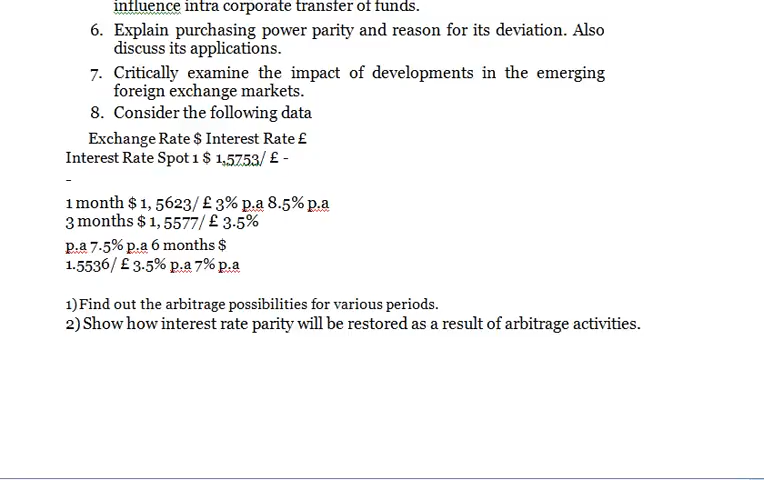 influence intra corporate transfer of funds.
6. Explain purchasing power parity and reason for its deviation. Also
discuss its applications.
7. Critically examine the impact of developments in the emerging
foreign exchange markets.
8. Consider the following data
Exchange Rate $ Interest Rate £
Interest Rate Spot 1 $ 1,5753/ £ -
-
1 month $ 1, 5623/ £ 3% p.a 8.5% p.a
3 months $ 1, 5577/ £ 3.5%
p.a 7.5% p.a 6 months $
1.5536/ £ 3.5% p.a 7% p.a
1)Find out the arbitrage possibilities for various periods.
2)Show how interest rate parity will be restored as a result of arbitrage activities.